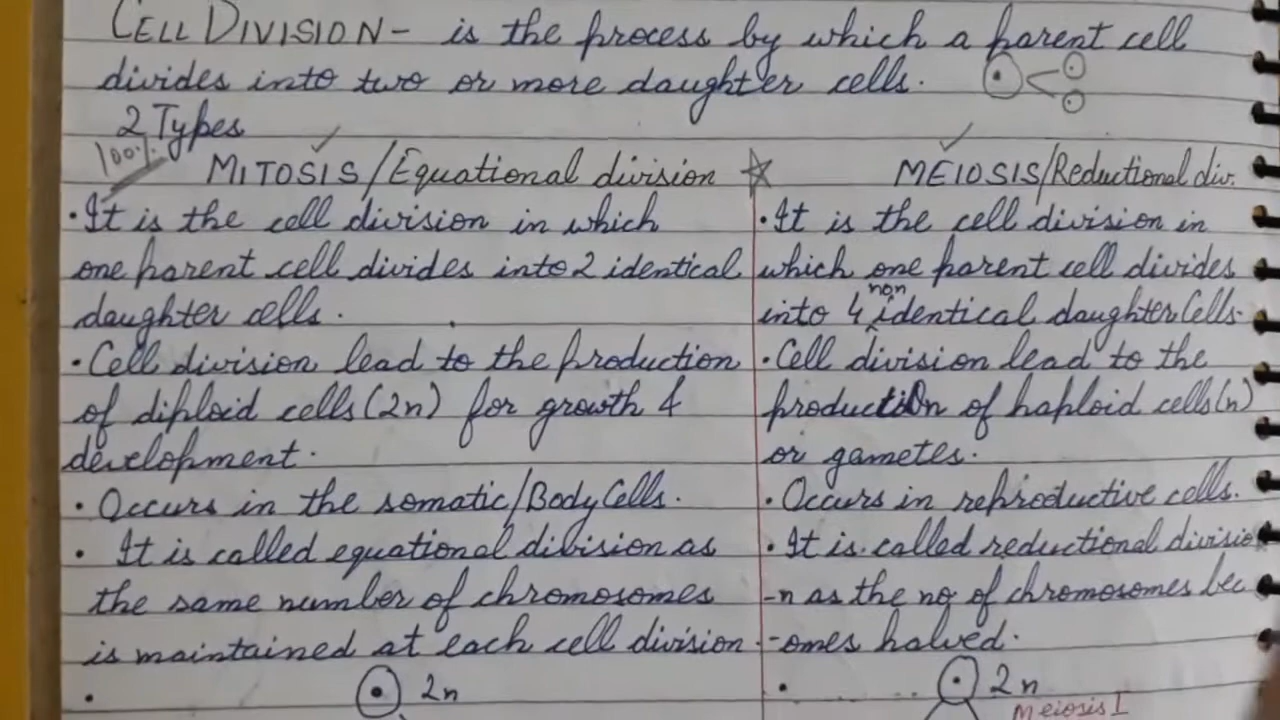 CELL DIVISION - is the process by which a parent cell
divides into two or more daughter cells.
2 Types
100%
MITOSIS/Equational division
·It is the cell division in which
one parent cell divides into 2 identical
daughter cells.
·Cell division lead to the production
of diploid cells(2n) for growth &
development.
· Occurs in the somatic/Body Cells.
· It is called equational division as
the same number of chromosomes
is maintained at each cell division.
· 2n
MEIOSIS/Reductional div.
·It is the cell division in
which one parent cell divides
non
into 4 identical daughter Cells.
·Cell division lead to the
production of haploid cells(n)
or gametes.
·Occurs in reproductive cells.
·It is called reductional divisio
-n as the no of chromosomes bec
-omes halved.
· 2n
Meiosis I